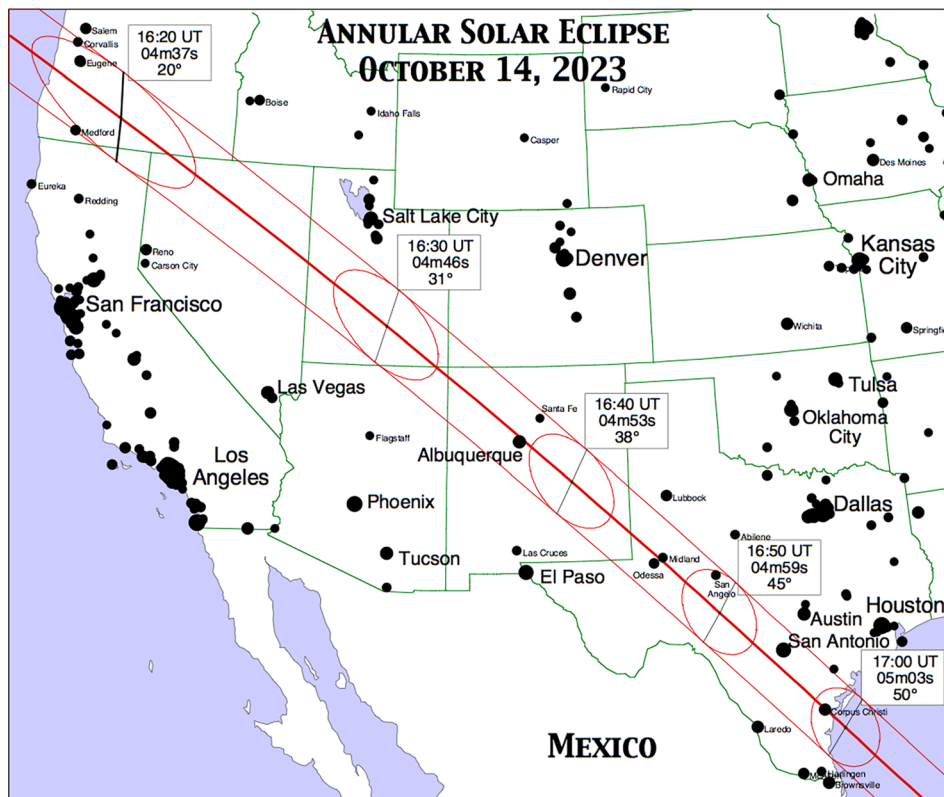 ANNULAR SOLAR ECLIPSE
OCTOBER 14, 2023
16:20 UT
04m37s
20°
Salem
Corvallis
Eugene
Medford
Boise
Idaho Falls
Rapid City
Casper
Des Moines
Omaha
Eureka
Redding
Salt Lake City
16:30 UT
04m46s
31°
Reno
Carson City
Denver
Kansas
City
San Francisco
Wichita
Springfie
Las Vegas
Tulsa
Santa Fe
16:40 UT
04m53s
38°
Oklahoma
City
Flagstaff
Albuquerque
Los
Angeles
Phoenix
Lubbock
Dallas
Tucson
Las Cruces
El Paso
Midland
Odessa
Abilene
16:50 UT
04m59s
45°
San
Angelo
Austin
Houston
San Antonio
17:00 UT
05m03s
50°
Corpus Christi
Laredo
MEXICO
Harlingen
Brownsville